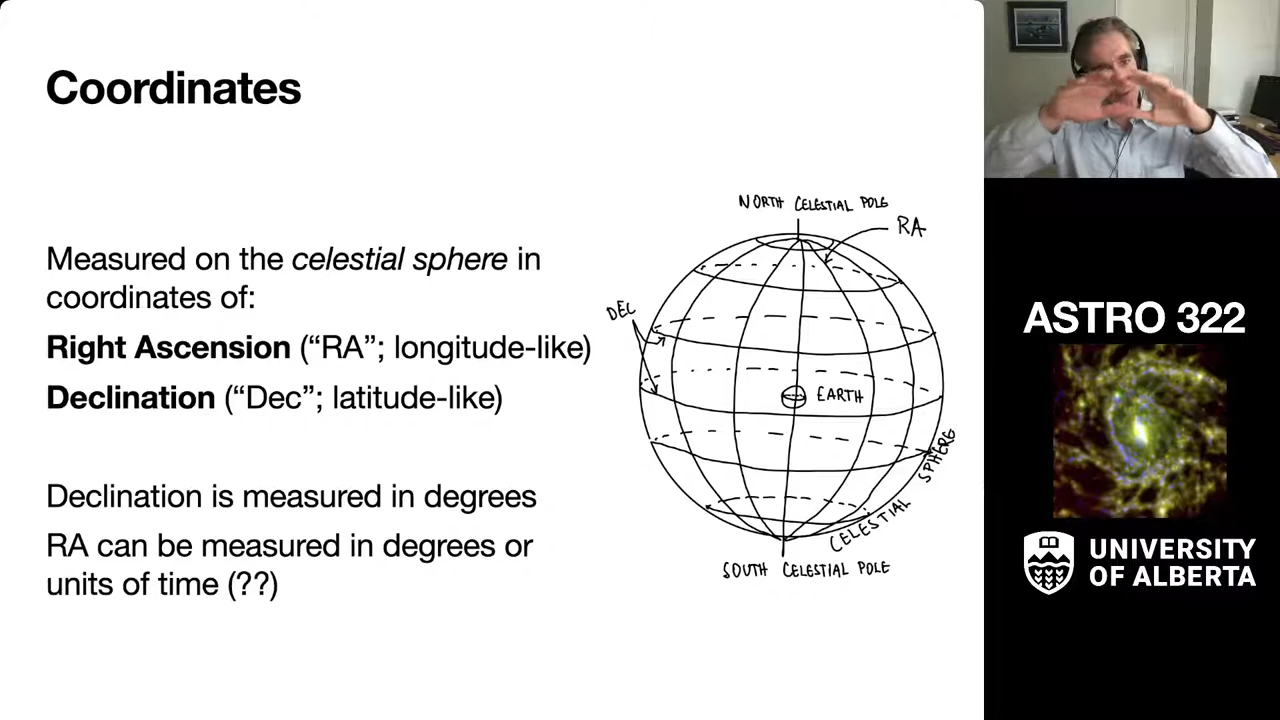 Coordinates
Measured on the celestial sphere in
coordinates of:
Right Ascension (“RA”; longitude-like)
Declination (“Dec”; latitude-like)
Declination is measured in degrees
RA can be measured in degrees or
units of time (??)
NORTH CELESTIAL POLE
RA
DEC
EARTH
CELESTIAL SPHERE
SOUTH CELESTIAL POLE
ASTRO 322
UNIVERSITY
OF ALBERTA